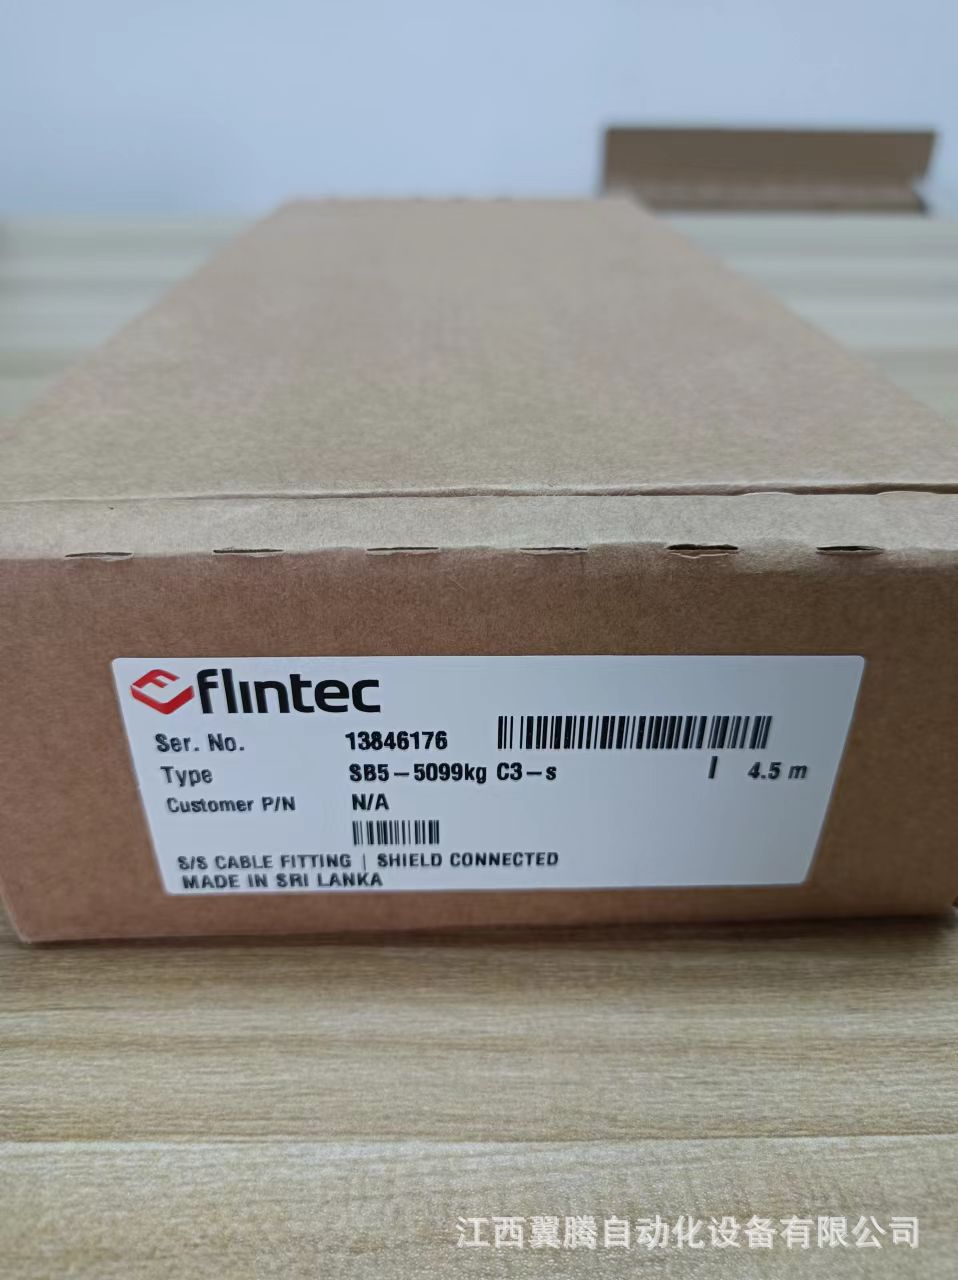 flintec
Ser. No. 13846176
Type SB5-5099kg C3-s | 4.5 m
Customer P/N N/A
S/S CABLE FITTING | SHIELD CONNECTED
MADE IN SRI LANKA
江西翼腾自动化设备有限公司